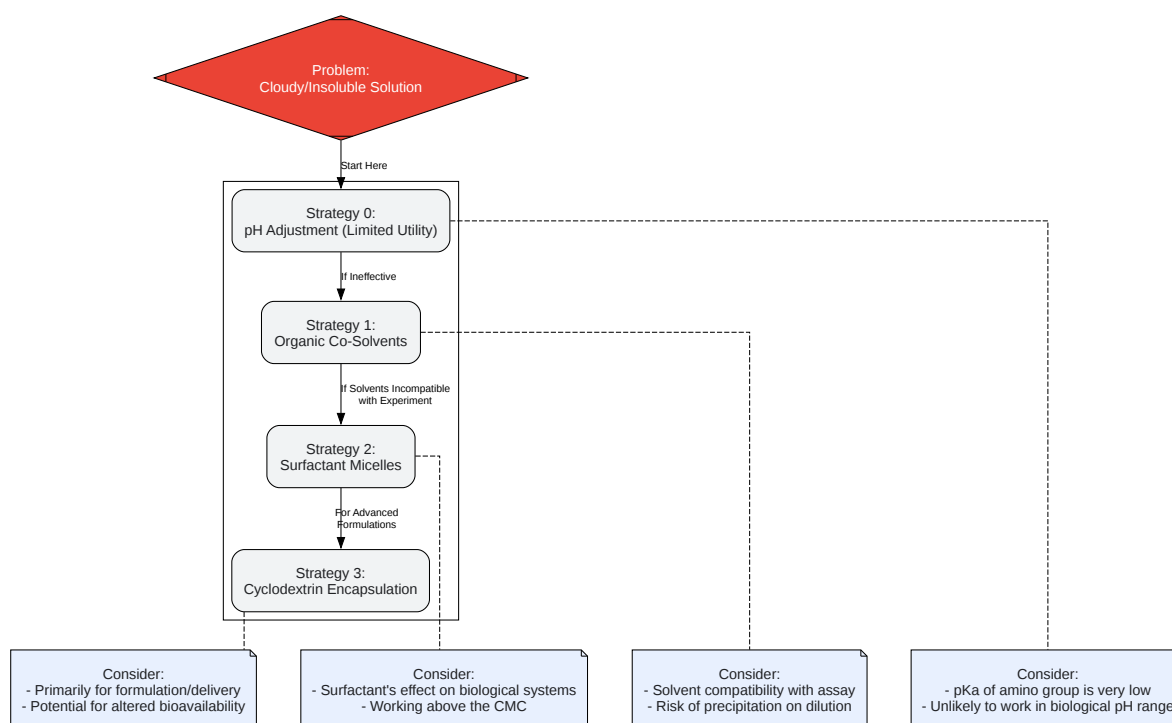 Problem:
Cloudy/Insoluble Solution
Start Here
Strategy 0:
pH Adjustment (Limited Utility)
If Ineffective
Strategy 1:
Organic Co-Solvents
If Solvents Incompatible
with Experiment
Strategy 2:
Surfactant Micelles
For Advanced
Formulations
Strategy 3:
Cyclodextrin Encapsulation
Consider:
- Primarily for formulation/delivery
- Potential for altered bioavailability
Consider:
- Surfactant's effect on biological systems
- Working above the CMC
Consider:
- Solvent compatibility with assay
- Risk of precipitation on dilution
Consider:
- pKa of amino group is very low
- Unlikely to work in biological pH range